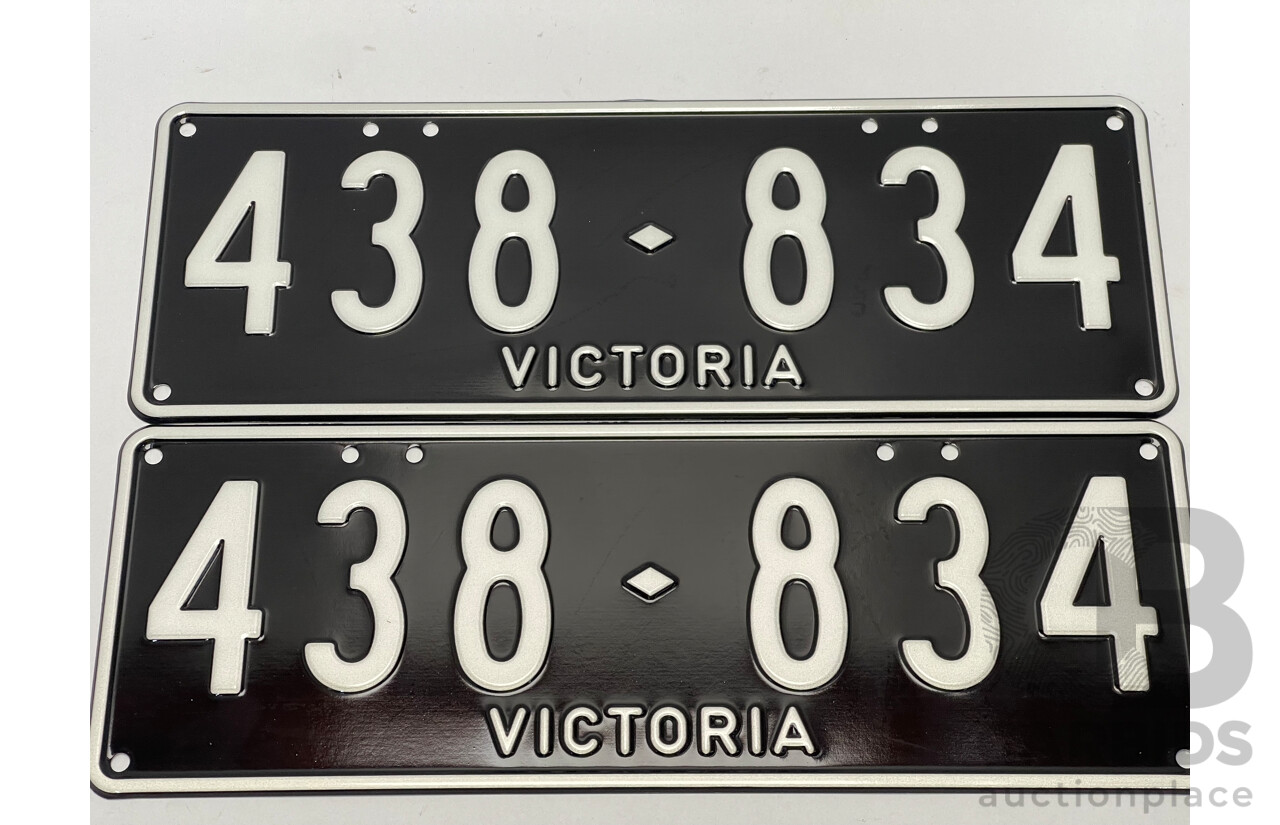 438 ◇ 834
VICTORIA
438 ◇ 834
VICTORIA
auctionplace